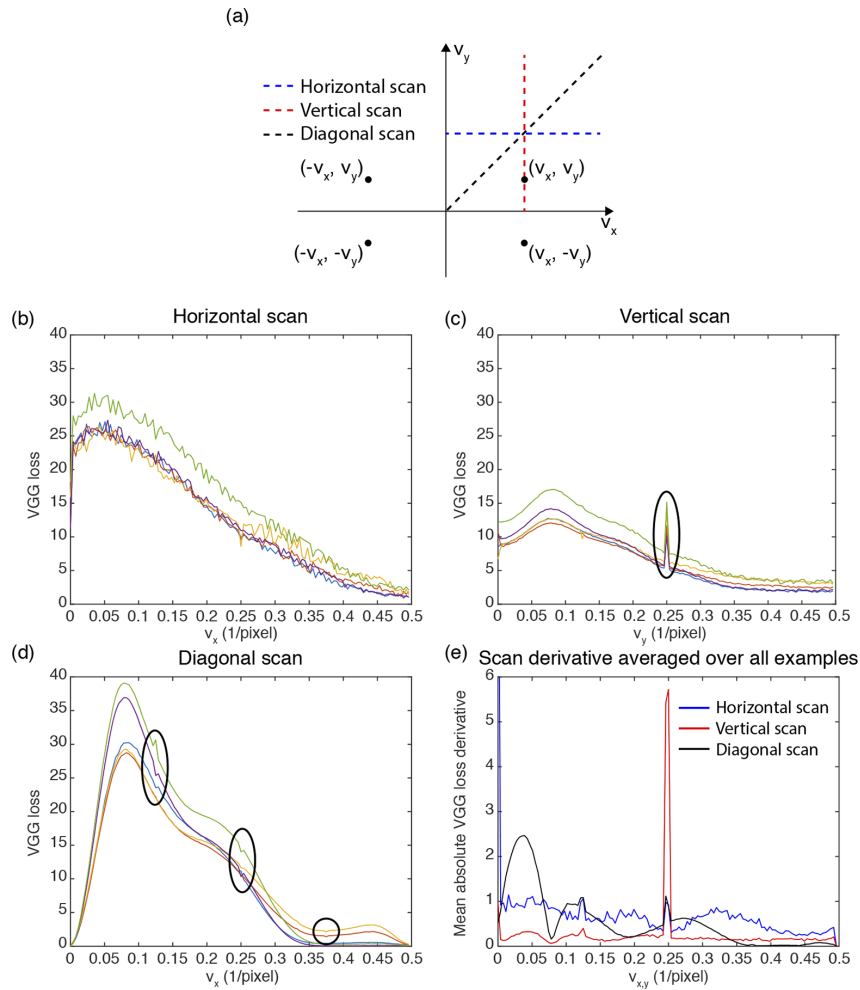 (a)
v_y
Horizontal scan
Vertical scan
Diagonal scan
(-v_x, v_y)
(v_x, v_y)
v_x
(-v_x, -v_y)
(v_x, -v_y)
(b)
Horizontal scan
40
35
30
25
20
15
10
5
0
VGG loss
0 0.05 0.1 0.15 0.2 0.25 0.3 0.35 0.4 0.45 0.5
v_x (1/pixel)
(c)
Vertical scan
40
35
30
25
20
15
10
5
0
VGG loss
0 0.05 0.1 0.15 0.2 0.25 0.3 0.35 0.4 0.45 0.5
v_y (1/pixel)
(d)
Diagonal scan
40
35
30
25
20
15
10
5
0
VGG loss
0 0.05 0.1 0.15 0.2 0.25 0.3 0.35 0.4 0.45 0.5
v_x (1/pixel)
(e)
Scan derivative averaged over all examples
6
5
4
3
2
1
0
Mean absolute VGG loss derivative
Horizontal scan
Vertical scan
Diagonal scan
0 0.05 0.1 0.15 0.2 0.25 0.3 0.35 0.4 0.45 0.5
v_x,y (1/pixel)